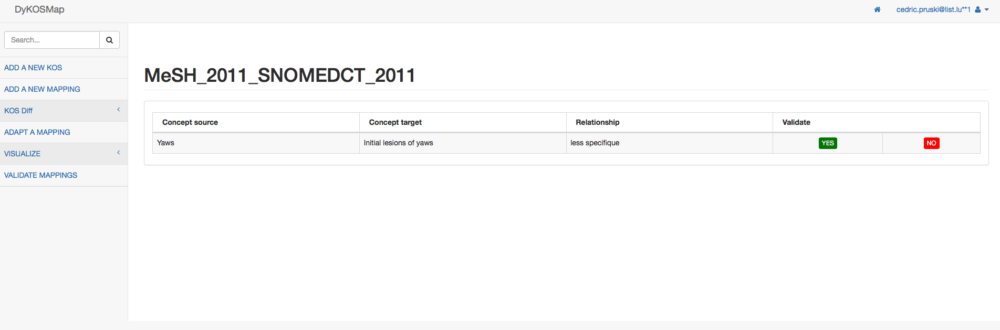 DyKOSMap
cedric.pruski@list.lu**1
Search...
ADD A NEW KOS
ADD A NEW MAPPING
KOS Diff
ADAPT A MAPPING
VISUALIZE
VALIDATE MAPPINGS
MeSH_2011_SNOMEDCT_2011
Concept source Concept target Relationship Validate
Yaws Initial lesions of yaws less specifique YES NO